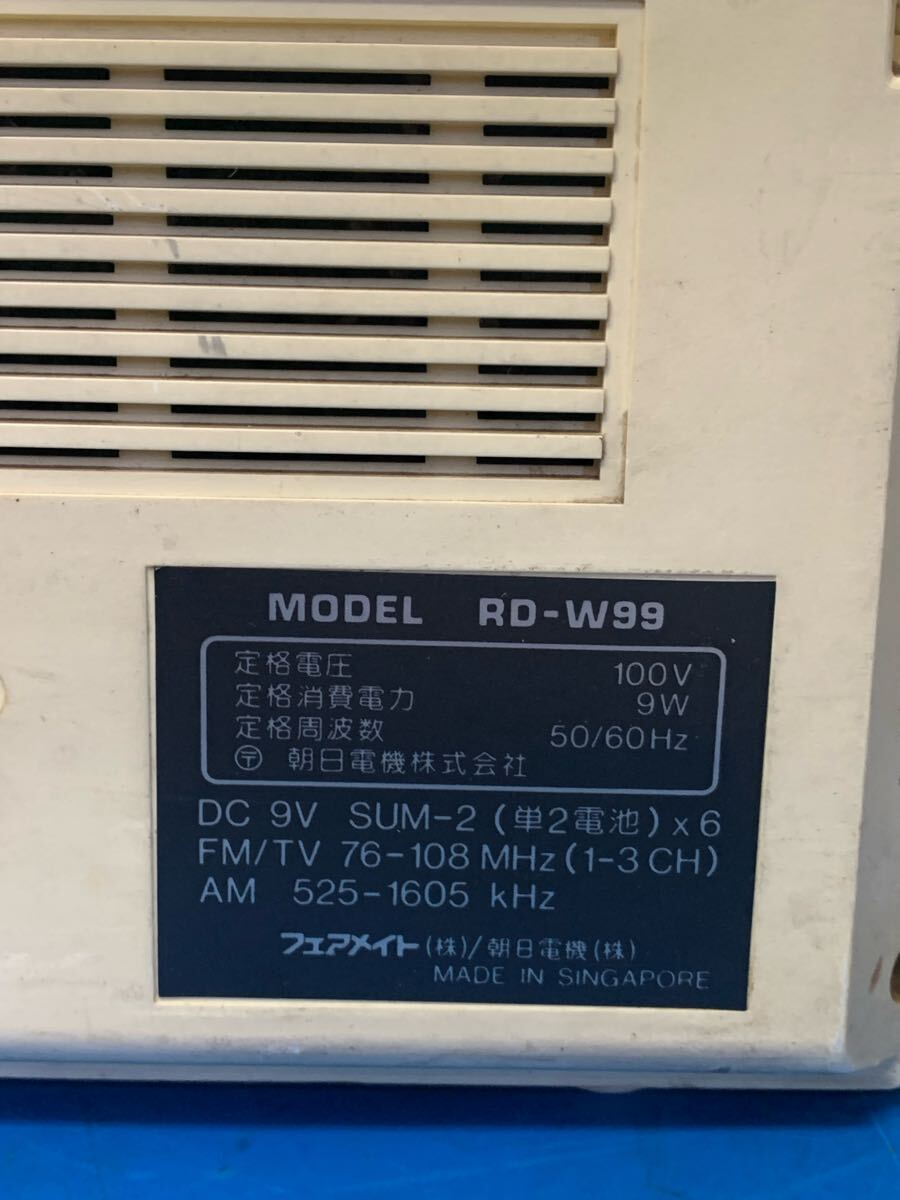 MODEL RD-W99
定格電圧 100V
定格消費電力 9W
定格周波数 50/60Hz
〶 朝日電機株式会社
DC 9V SUM-2 (単2電池) x 6
FM/TV 76-108 MHz (1-3 CH)
AM 525-1605 kHz
フェアメイト (株)/朝日電機 (株)
MADE IN SINGAPORE